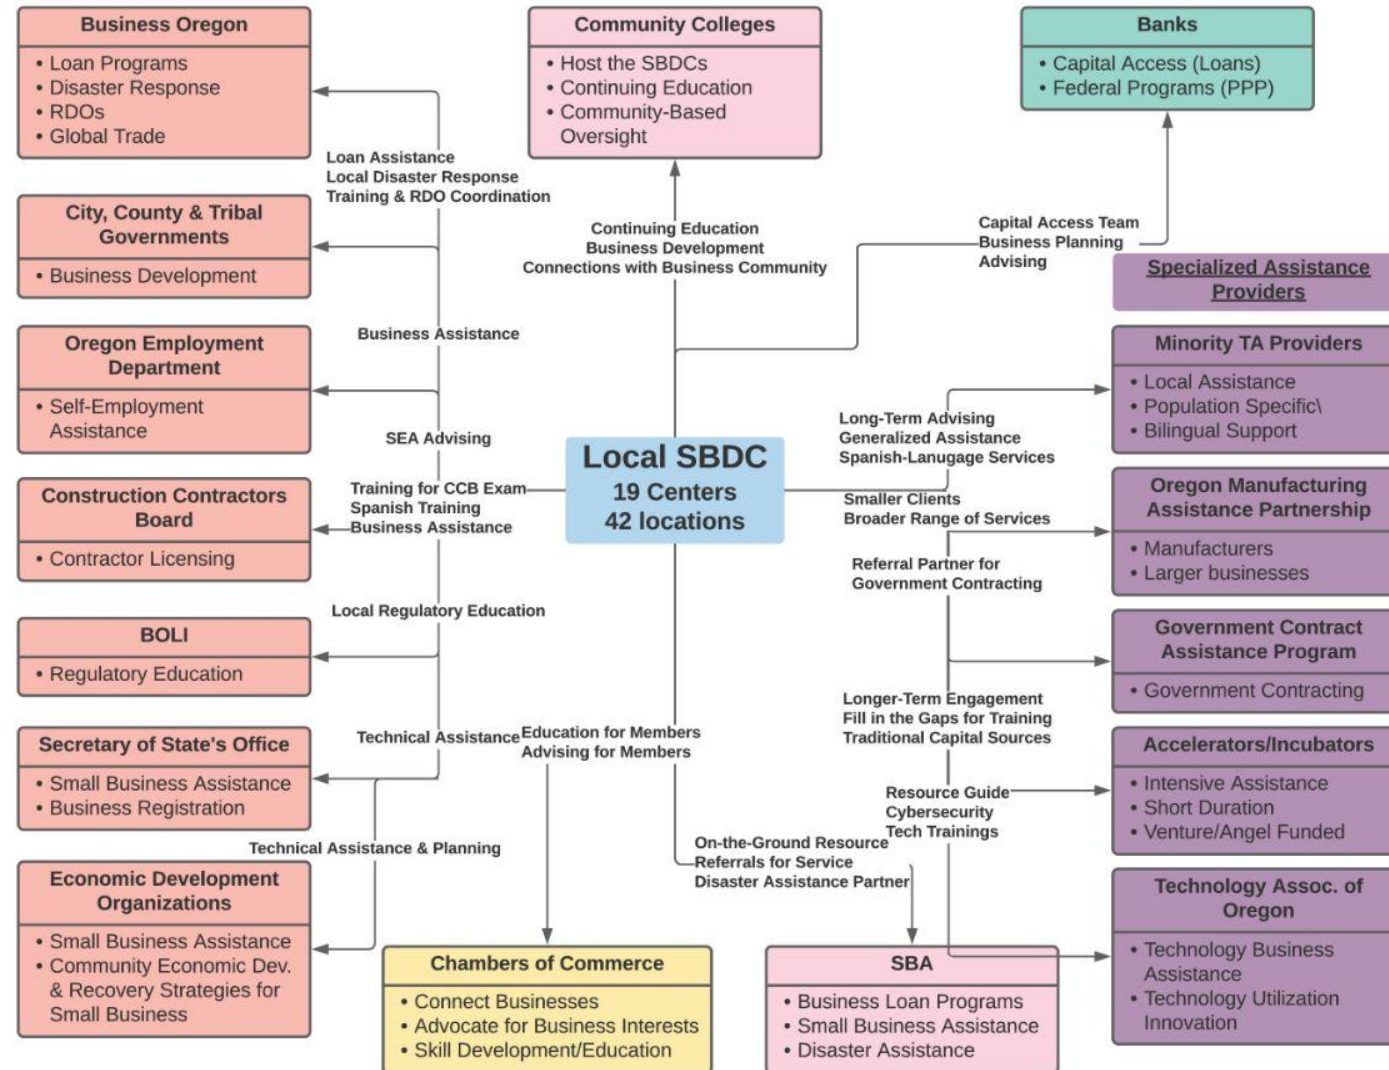 Business Oregon
• Loan Programs
• Disaster Response
• RDOs
• Global Trade
Community Colleges
• Host the SBDCs
• Continuing Education
• Community-Based
Oversight
Banks
• Capital Access (Loans)
• Federal Programs (PPP)
Loan Assistance
Local Disaster Response
Training & RDO Coordination
City, County & Tribal
Governments
• Business Development
Continuing Education
Business Development
Connections with Business Community
Capital Access Team
Business Planning
Advising
Specialized Assistance
Providers
Business Assistance
Oregon Employment
Department
• Self-Employment
Assistance
Minority TA Providers
• Local Assistance
• Population Specific\
• Bilingual Support
SEA Advising
Long-Term Advising
Generalized Assistance
Spanish-Lanugage Services
Local SBDC
19 Centers
42 locations
Construction Contractors
Board
• Contractor Licensing
Training for CCB Exam
Spanish Training
Business Assistance
Smaller Clients
Broader Range of Services
Oregon Manufacturing
Assistance Partnership
• Manufacturers
• Larger businesses
Referral Partner for
Government Contracting
Local Regulatory Education
BOLI
• Regulatory Education
Government Contract
Assistance Program
• Government Contracting
Longer-Term Engagement
Fill in the Gaps for Training
Traditional Capital Sources
Secretary of State's Office
• Small Business Assistance
• Business Registration
Technical Assistance
Education for Members
Advising for Members
Accelerators/Incubators
• Intensive Assistance
• Short Duration
• Venture/Angel Funded
Resource Guide
Cybersecurity
Tech Trainings
Technical Assistance & Planning
On-the-Ground Resource
Referrals for Service
Disaster Assistance Partner
Economic Development
Organizations
• Small Business Assistance
• Community Economic Dev.
& Recovery Strategies for
Small Business
Technology Assoc. of
Oregon
• Technology Business
Assistance
• Technology Utilization
Innovation
Chambers of Commerce
• Connect Businesses
• Advocate for Business Interests
• Skill Development/Education
SBA
• Business Loan Programs
• Small Business Assistance
• Disaster Assistance